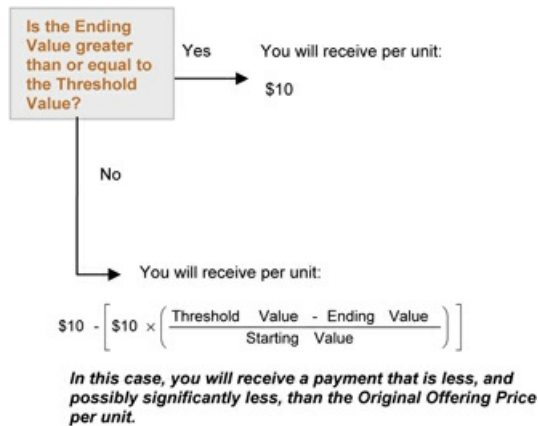 Is the Ending
Value greater
than or equal to
the Threshold
Value?
Yes
You will receive per unit:
$10
No
You will receive per unit:
$10 - [$10 × (Threshold Value - Ending Value / Starting Value)]
In this case, you will receive a payment that is less, and
possibly significantly less, than the Original Offering Price
per unit.